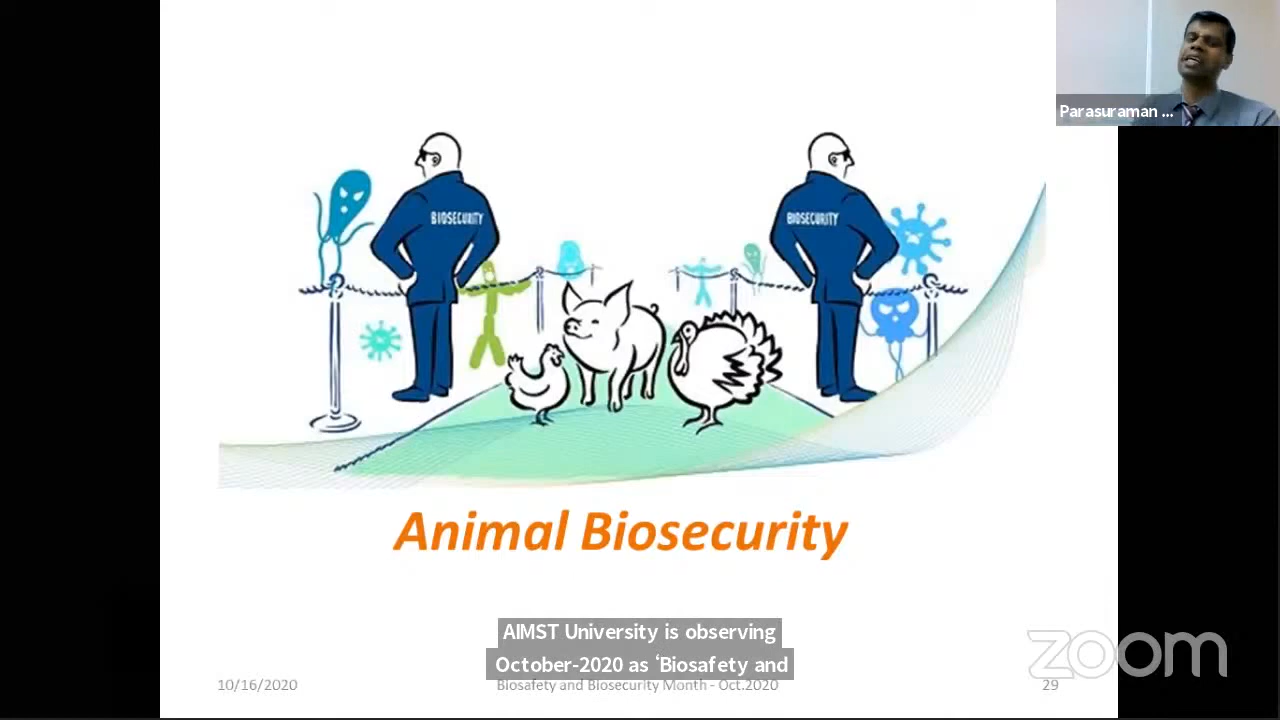 Parasuraman ...
BIOSECURITY
BIOSECURITY
Animal Biosecurity
AIMST University is observing
October-2020 as ‘Biosafety and
10/16/2020
Biosafety and Biosecurity Month - Oct.2020
29
zoom